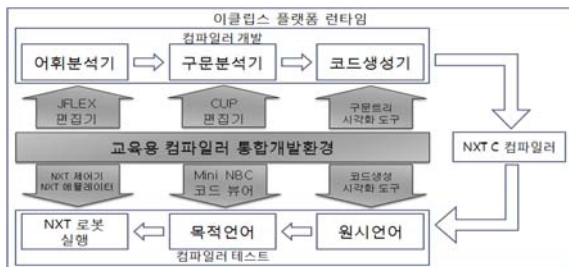 이클립스 플랫폼 런타임
컴파일러 개발
어휘분석기
구문분석기
코드생성기
JFLEX
편집기
CUP
편집기
구문트리
시각화 도구
교육용 컴파일러 통합개발환경
NXT C 컴파일러
NXT 제어기
NXT 에뮬레이터
Mini NBC
코드 뷰어
코드생성
시각화 도구
NXT 로봇
실행
목적언어
원시언어
컴파일러 테스트